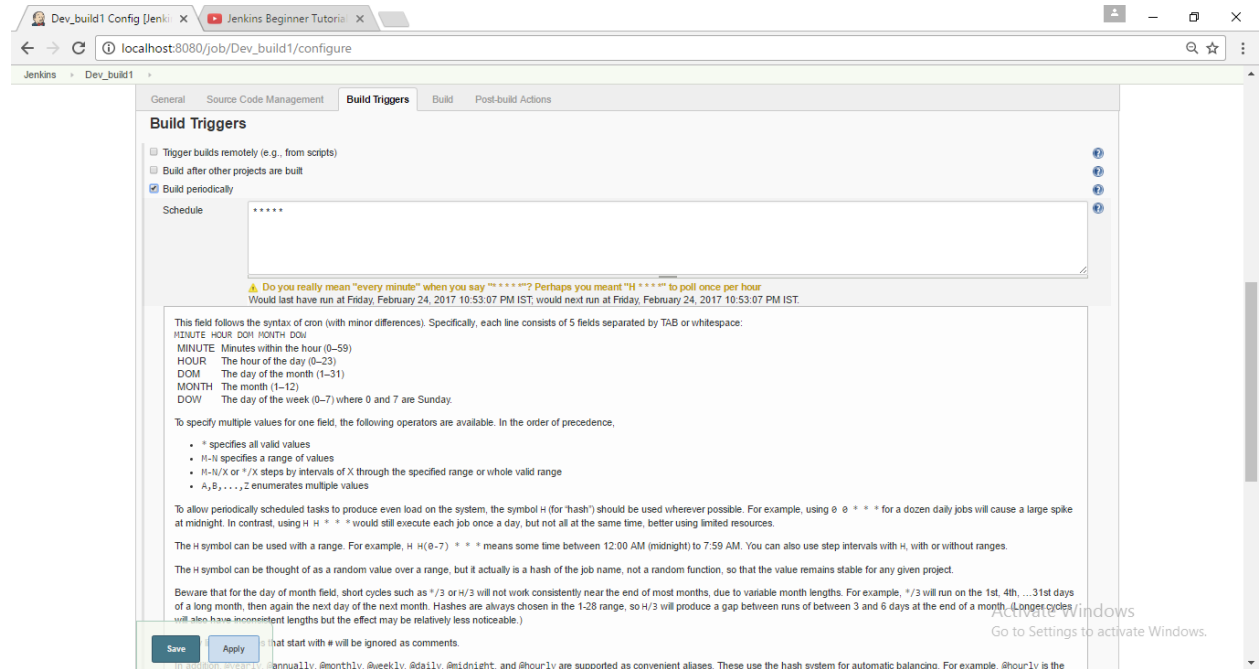 Dev_build1 Config [Jenki
Jenkins Beginner Tutorial
localhost:8080/job/Dev_build1/configure
Jenkins
Dev_build1
General Source Code Management Build Triggers Build Post-build Actions
Build Triggers
Trigger builds remotely (e.g., from scripts)
Build after other projects are built
Build periodically
Schedule
* * * * *
Do you really mean "every minute" when you say "* * * * *"? Perhaps you meant "H * * * *" to poll once per hour
Would last have run at Friday, February 24, 2017 10:53:07 PM IST; would next run at Friday, February 24, 2017 10:53:07 PM IST.
This field follows the syntax of cron (with minor differences). Specifically, each line consists of 5 fields separated by TAB or whitespace:
MINUTE HOUR DOM MONTH DOW
MINUTE Minutes within the hour (0–59)
HOUR The hour of the day (0–23)
DOM The day of the month (1–31)
MONTH The month (1–12)
DOW The day of the week (0–7) where 0 and 7 are Sunday.
To specify multiple values for one field, the following operators are available. In the order of precedence,
• * specifies all valid values
• M-N specifies a range of values
• M-N/X or */X steps by intervals of X through the specified range or whole valid range
• A,B,...,Z enumerates multiple values
To allow periodically scheduled tasks to produce even load on the system, the symbol H (for "hash") should be used wherever possible. For example, using 0 0 * * * for a dozen daily jobs will cause a large spike
at midnight. In contrast, using H H * * * would still execute each job once a day, but not all at the same time, better using limited resources.
The H symbol can be used with a range. For example, H H(0-7) * * * means some time between 12:00 AM (midnight) to 7:59 AM. You can also use step intervals with H, with or without ranges.
The H symbol can be thought of as a random value over a range, but it actually is a hash of the job name, not a random function, so that the value remains stable for any given project.
Beware that for the day of month field, short cycles such as */3 or H/3 will not work consistently near the end of most months, due to variable month lengths. For example, */3 will run on the 1st, 4th, …31st days
of a long month, then again the next day of the next month. Hashes are always chosen in the 1-28 range, so H/3 will produce a gap between runs of between 3 and 6 days at the end of a month. (Longer cycles
will also have inconsistent lengths but the effect may be relatively less noticeable.)
Activate Windows
Go to Settings to activate Windows.
that start with # will be ignored as comments.
Save
Apply
In addition, @yearly, @annually, @monthly, @weekly, @daily, @midnight, and @hourly are supported as convenient aliases. These use the hash system for automatic balancing. For example, @hourly is the